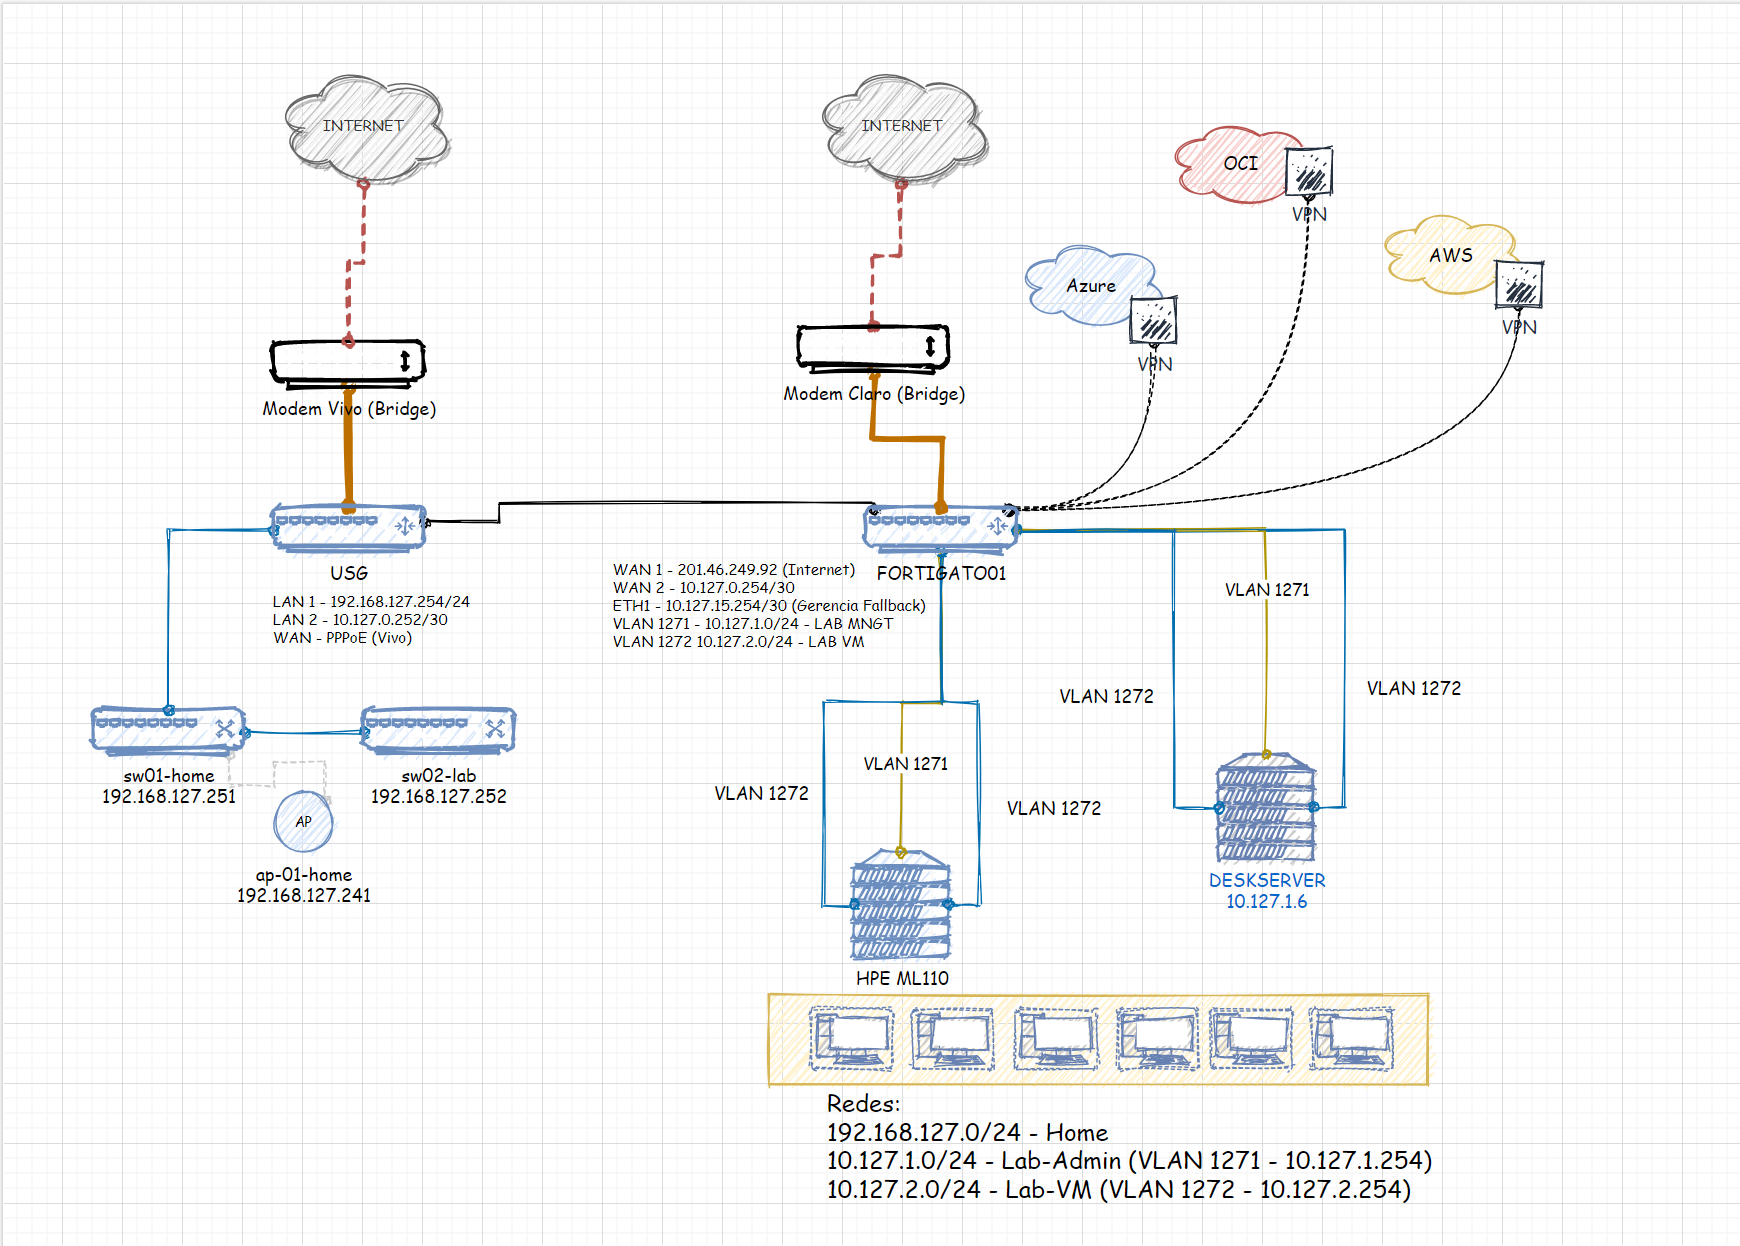 INTERNET
INTERNET
OCI
VPN
AWS
VPN
Azure
VPN
Modem Vivo (Bridge)
Modem Claro (Bridge)
USG
LAN 1 - 192.168.127.254/24
LAN 2 - 10.127.0.252/30
WAN - PPPoE (Vivo)
FORTIGATO01
WAN 1 - 201.46.249.92 (Internet)
WAN 2 - 10.127.0.254/30
ETH1 - 10.127.15.254/30 (Gerencia Fallback)
VLAN 1271 - 10.127.1.0/24 - LAB MNGT
VLAN 1272 10.127.2.0/24 - LAB VM
VLAN 1271
VLAN 1272
VLAN 1272
sw01-home
192.168.127.251
sw02-lab
192.168.127.252
AP
ap-01-home
192.168.127.241
VLAN 1271
VLAN 1272
VLAN 1272
DESKSERVER
10.127.1.6
HPE ML110
Redes:
192.168.127.0/24 - Home
10.127.1.0/24 - Lab-Admin (VLAN 1271 - 10.127.1.254)
10.127.2.0/24 - Lab-VM (VLAN 1272 - 10.127.2.254)